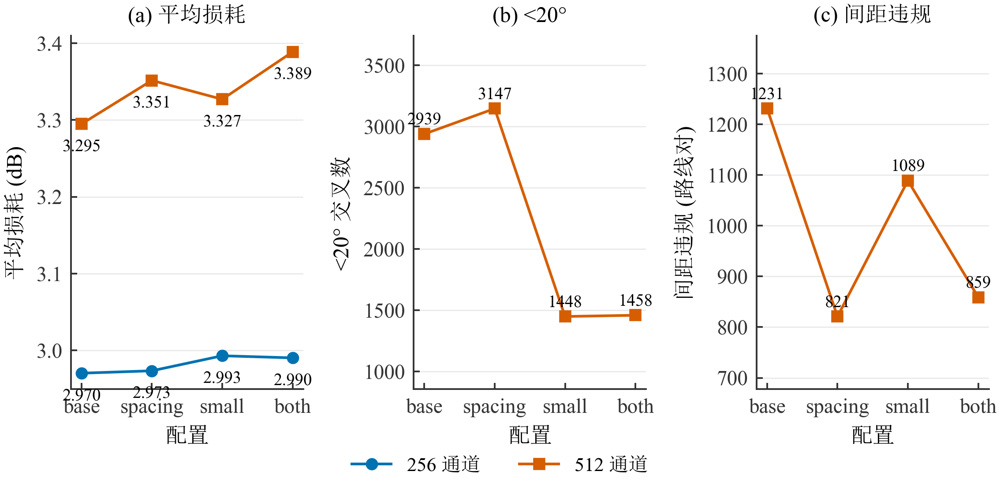 (a) 平均损耗
平均损耗 (dB)
3.4
3.3
3.2
3.1
3.0
3.295
3.351
3.327
3.389
2.970
2.973
2.993
2.990
base spacing small both
配置
(b) <20°
<20° 交叉数
3500
3000
2500
2000
1500
1000
2939
3147
1448
1458
base spacing small both
配置
(c) 间距违规
间距违规 (路线对)
1300
1200
1100
1000
900
800
700
1231
821
1089
859
base spacing small both
配置
256 通道
512 通道